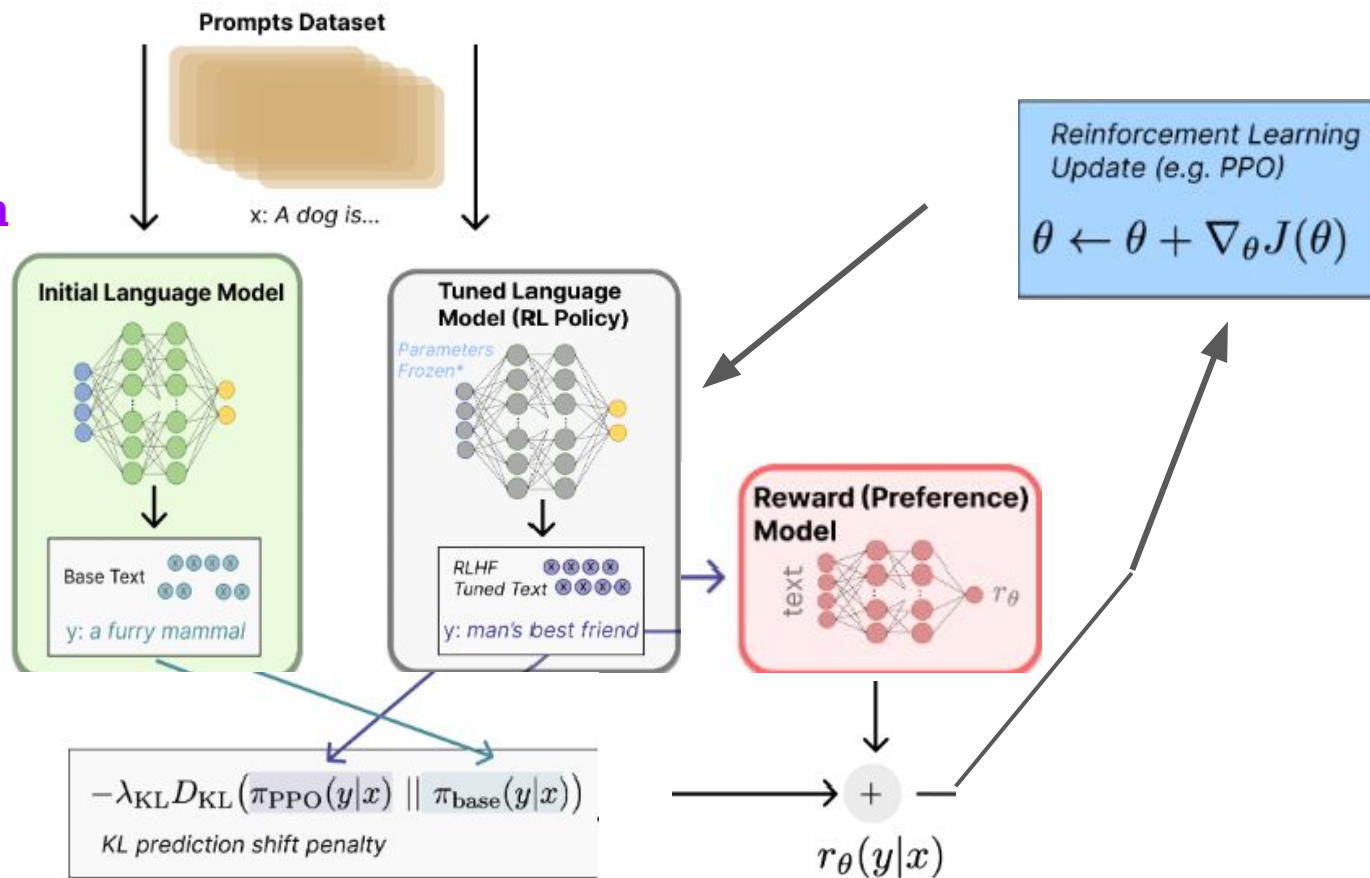 Prompts Dataset
x: A dog is...
Initial Language Model
Base Text
x x x x
x x x x
y: a furry mammal
Tuned Language
Model (RL Policy)
Parameters
Frozen*
RLHF
Tuned Text
x x x x
x x x x
y: man's best friend
Reward (Preference)
Model
text
rθ
Reinforcement Learning
Update (e.g. PPO)
θ ← θ + ∇θJ(θ)
−λKL DKL(πPPO(y|x) || πbase(y|x))
KL prediction shift penalty
+
rθ(y|x)